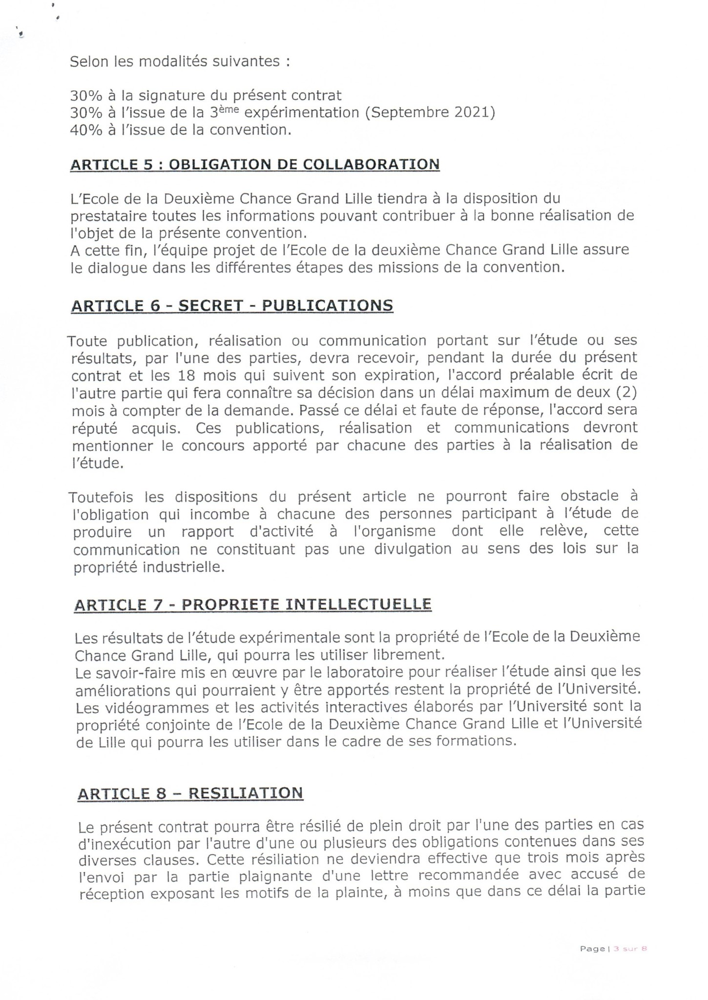 Selon les modalités suivantes :
30% à la signature du présent contrat
30% à l'issue de la 3ème expérimentation (Septembre 2021)
40% à l'issue de la convention.
ARTICLE 5 : OBLIGATION DE COLLABORATION
L'Ecole de la Deuxième Chance Grand Lille tiendra à la disposition du
prestataire toutes les informations pouvant contribuer à la bonne réalisation de
l'objet de la présente convention.
A cette fin, l'équipe projet de l'Ecole de la deuxième Chance Grand Lille assure
le dialogue dans les différentes étapes des missions de la convention.
ARTICLE 6 - SECRET - PUBLICATIONS
Toute publication, réalisation ou communication portant sur l'étude ou ses
résultats, par l'une des parties, devra recevoir, pendant la durée du présent
contrat et les 18 mois qui suivent son expiration, l'accord préalable écrit de
l'autre partie qui fera connaître sa décision dans un délai maximum de deux (2)
mois à compter de la demande. Passé ce délai et faute de réponse, l'accord sera
réputé acquis. Ces publications, réalisation et communications devront
mentionner le concours apporté par chacune des parties à la réalisation de
l'étude.
Toutefois les dispositions du présent article ne pourront faire obstacle à
l'obligation qui incombe à chacune des personnes participant à l'étude de
produire un rapport d'activité à l'organisme dont elle relève, cette
communication ne constituant pas une divulgation au sens des lois sur la
propriété industrielle.
ARTICLE 7 - PROPRIETE INTELLECTUELLE
Les résultats de l'étude expérimentale sont la propriété de l'Ecole de la Deuxième
Chance Grand Lille, qui pourra les utiliser librement.
Le savoir-faire mis en œuvre par le laboratoire pour réaliser l'étude ainsi que les
améliorations qui pourraient y être apportés restent la propriété de l'Université.
Les vidéogrammes et les activités interactives élaborés par l'Université sont la
propriété conjointe de l'Ecole de la Deuxième Chance Grand Lille et l'Université
de Lille qui pourra les utiliser dans le cadre de ses formations.
ARTICLE 8 – RESILIATION
Le présent contrat pourra être résilié de plein droit par l'une des parties en cas
d'inexécution par l'autre d'une ou plusieurs des obligations contenues dans ses
diverses clauses. Cette résiliation ne deviendra effective que trois mois après
l'envoi par la partie plaignante d'une lettre recommandée avec accusé de
réception exposant les motifs de la plainte, à moins que dans ce délai la partie
Page | 3 sur 8